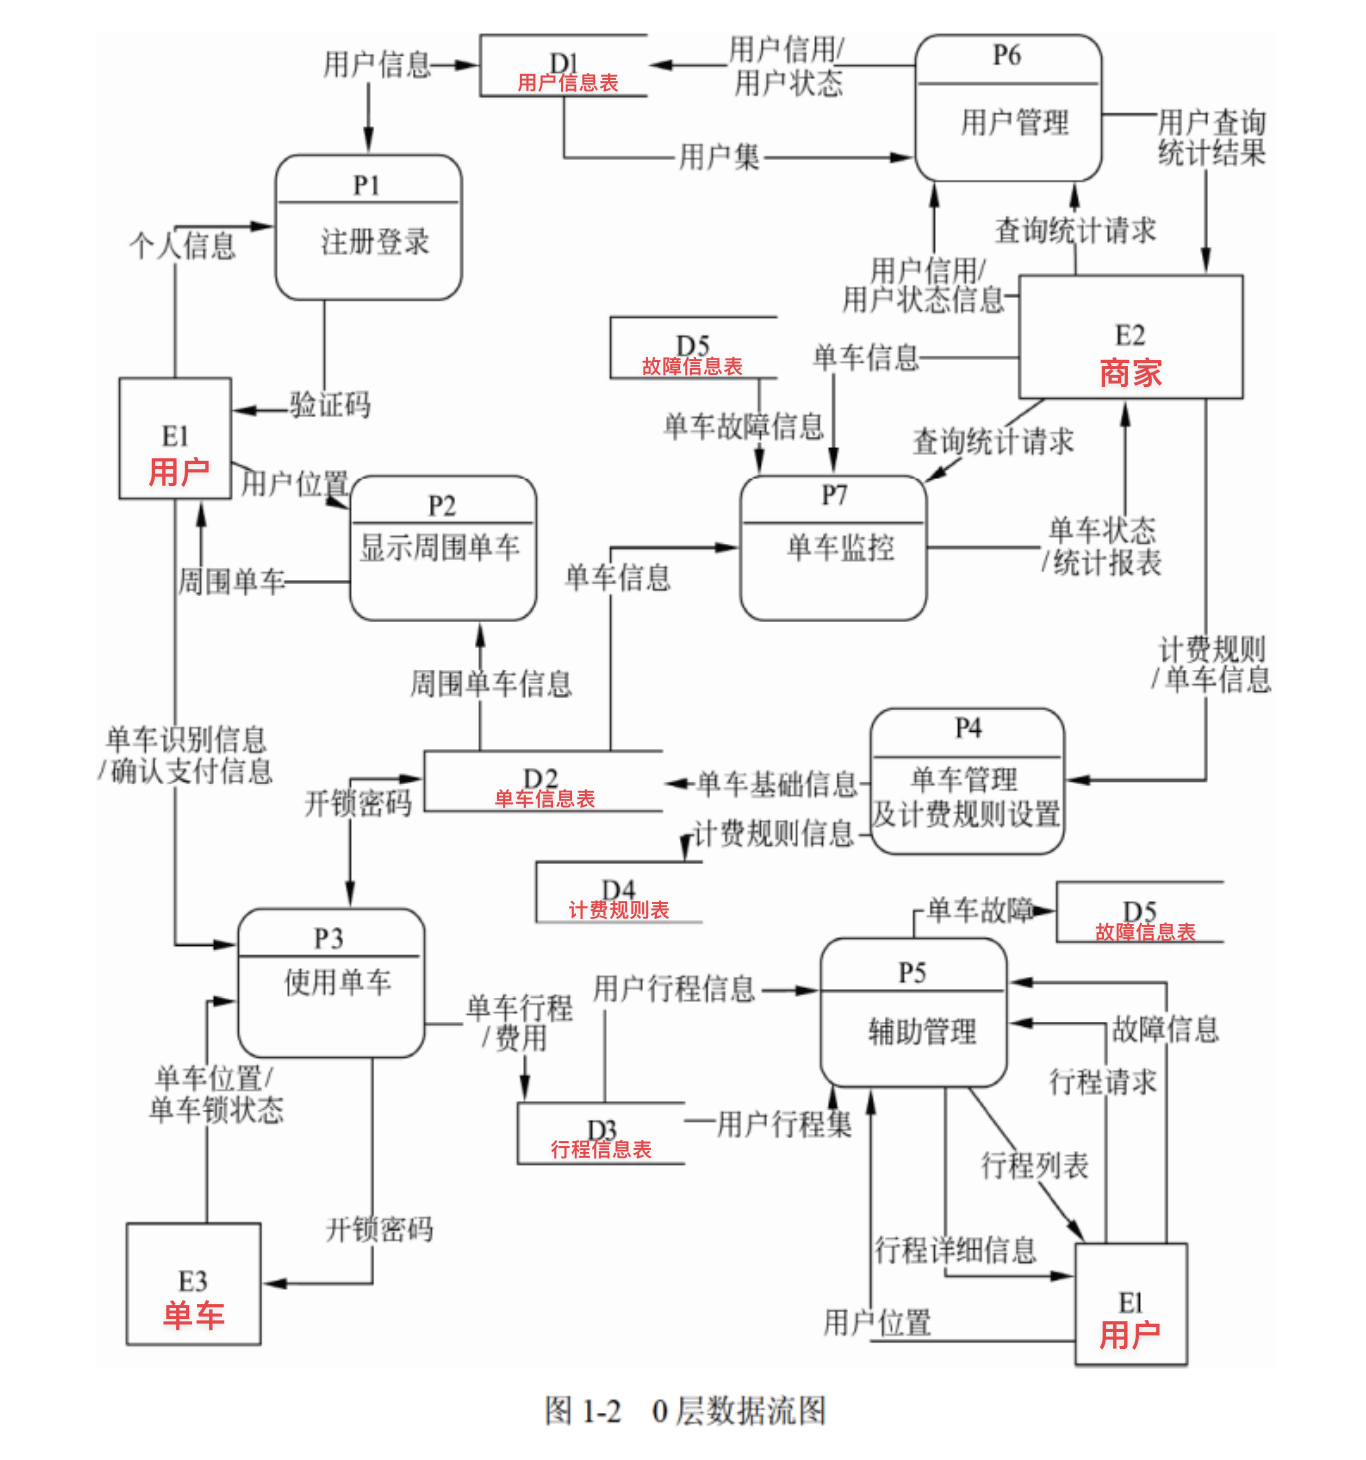 用户信息
D1
用户信息表
用户信用/
用户状态
P6
用户管理
用户查询
统计结果
用户集
P1
注册登录
个人信息
查询统计请求
用户信用/
用户状态信息
E2
商家
D5
故障信息表
单车信息
验证码
E1
用户
单车故障信息
查询统计请求
用户位置
P2
显示周围单车
P7
单车监控
单车状态
/统计报表
周围单车
单车信息
周围单车信息
计费规则
/单车信息
单车识别信息
/确认支付信息
P4
单车管理
及计费规则设置
D2
单车信息表
单车基础信息
开锁密码
计费规则信息
D4
计费规则表
单车故障
D5
故障信息表
P3
使用单车
P5
辅助管理
用户行程信息
单车行程
/费用
故障信息
行程请求
单车位置/
单车锁状态
D3
行程信息表
用户行程集
行程列表
开锁密码
行程详细信息
E3
单车
用户位置
E1
用户
图 1-2 0 层数据流图